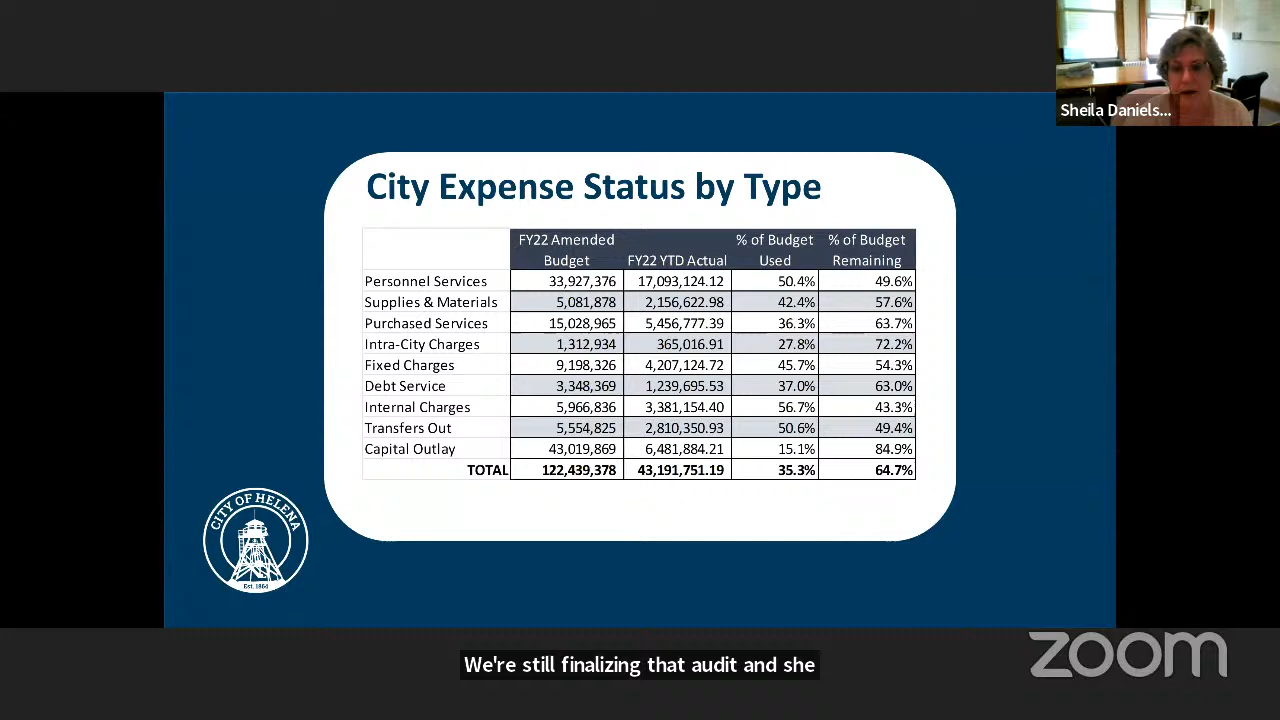 Sheila Daniels...
City Expense Status by Type
FY22 Amended Budget FY22 YTD Actual % of Budget Used % of Budget Remaining
Personnel Services 33,927,376 17,093,124.12 50.4% 49.6%
Supplies & Materials 5,081,878 2,156,622.98 42.4% 57.6%
Purchased Services 15,028,965 5,456,777.39 36.3% 63.7%
Intra-City Charges 1,312,934 365,016.91 27.8% 72.2%
Fixed Charges 9,198,326 4,207,124.72 45.7% 54.3%
Debt Service 3,348,369 1,239,695.53 37.0% 63.0%
Internal Charges 5,966,836 3,381,154.40 56.7% 43.3%
Transfers Out 5,554,825 2,810,350.93 50.6% 49.4%
Capital Outlay 43,019,869 6,481,884.21 15.1% 84.9%
TOTAL 122,439,378 43,191,751.19 35.3% 64.7%
CITY OF HELENA
Est. 1864
We're still finalizing that audit and she
zoom